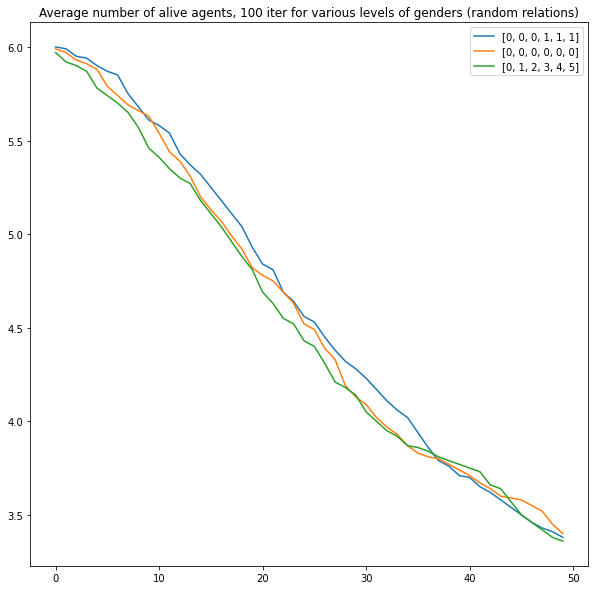 Average number of alive agents, 100 iter for various levels of genders (random relations)
[0, 0, 0, 1, 1, 1]
[0, 0, 0, 0, 0, 0]
[0, 1, 2, 3, 4, 5]
6.0
5.5
5.0
4.5
4.0
3.5
0 10 20 30 40 50